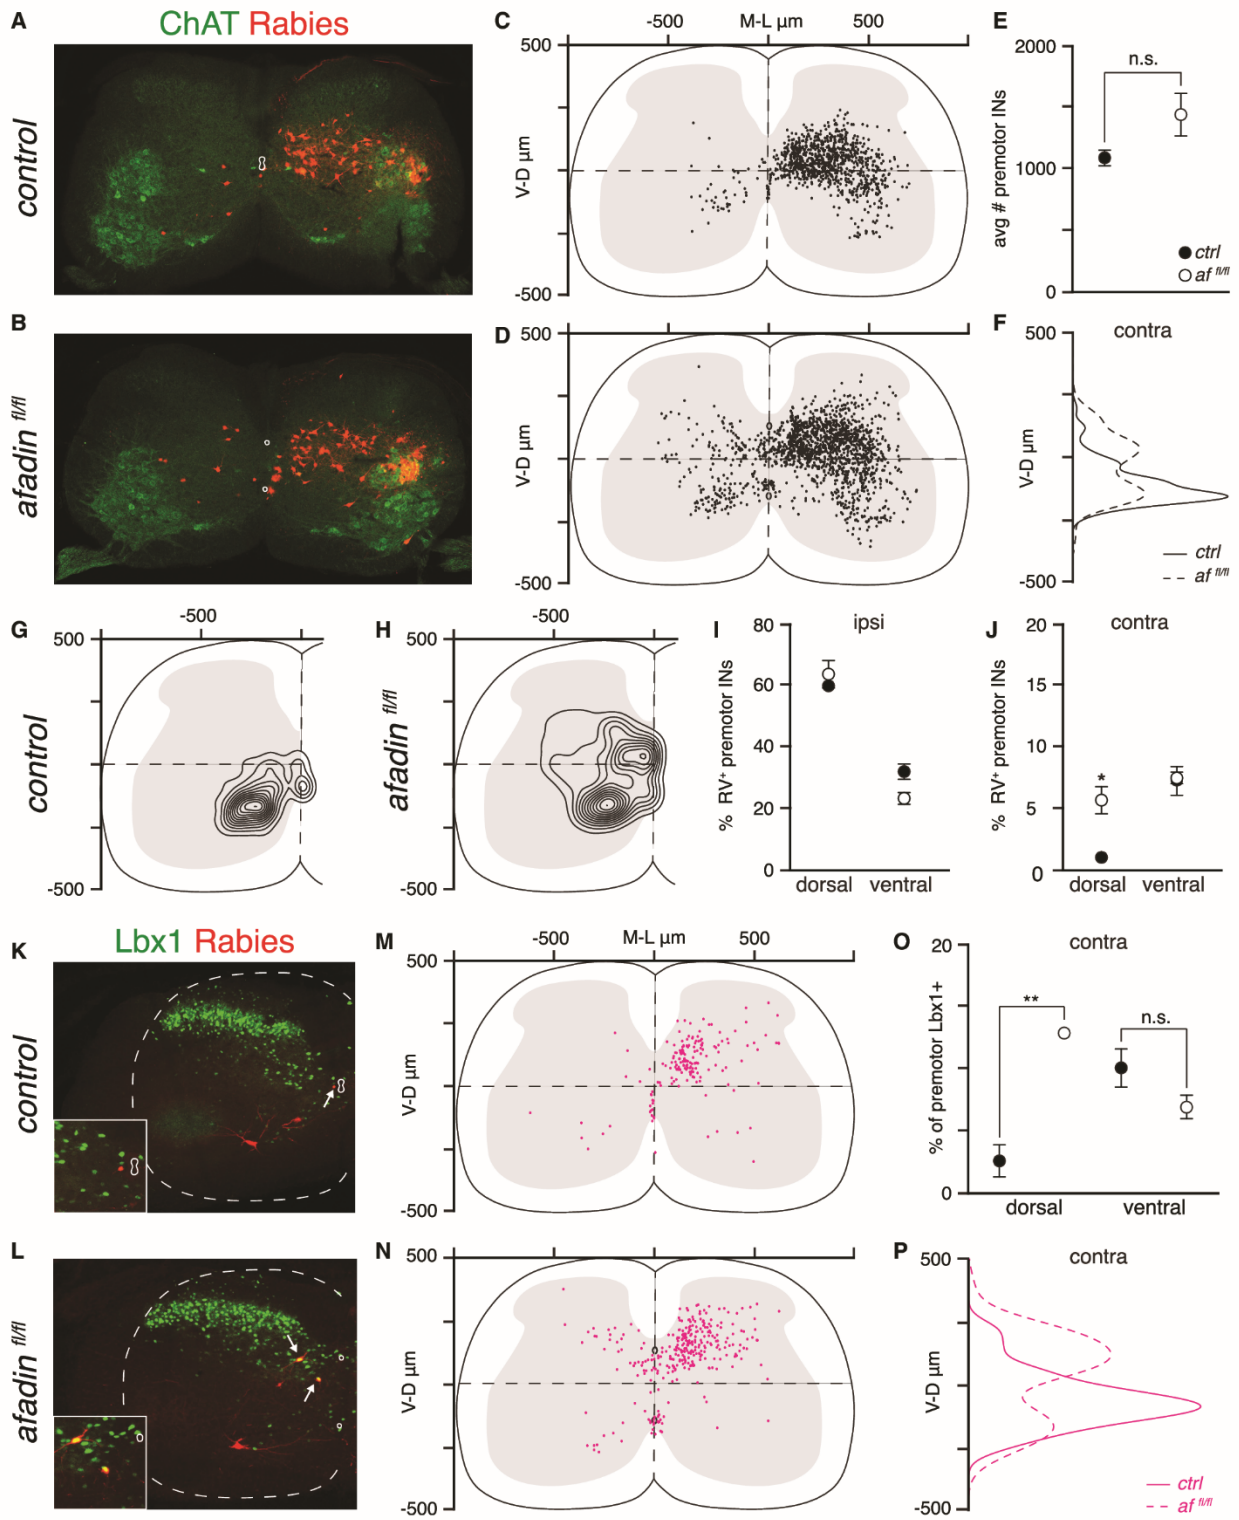 A
ChAT Rabies
control
B
afadin fl/fl
C
-500 M-L µm 500
500
V-D µm
-500
D
500
V-D µm
-500
E
2000
n.s.
avg # premotor INs
1000
ctrl
af fl/fl
0
F
contra
500
V-D µm
ctrl
af fl/fl
-500
G
-500
500
control
-500
H
-500
500
afadin fl/fl
-500
I
ipsi
80
60
40
20
0
% RV+ premotor INs
dorsal ventral
J
contra
20
15
10
5
0
% RV+ premotor INs
*
dorsal ventral
K
Lbx1 Rabies
control
L
afadin fl/fl
M
-500 M-L µm 500
500
V-D µm
-500
N
500
V-D µm
-500
O
contra
20
% of premotor Lbx1+
**
n.s.
0
dorsal ventral
P
contra
500
V-D µm
ctrl
af fl/fl
-500